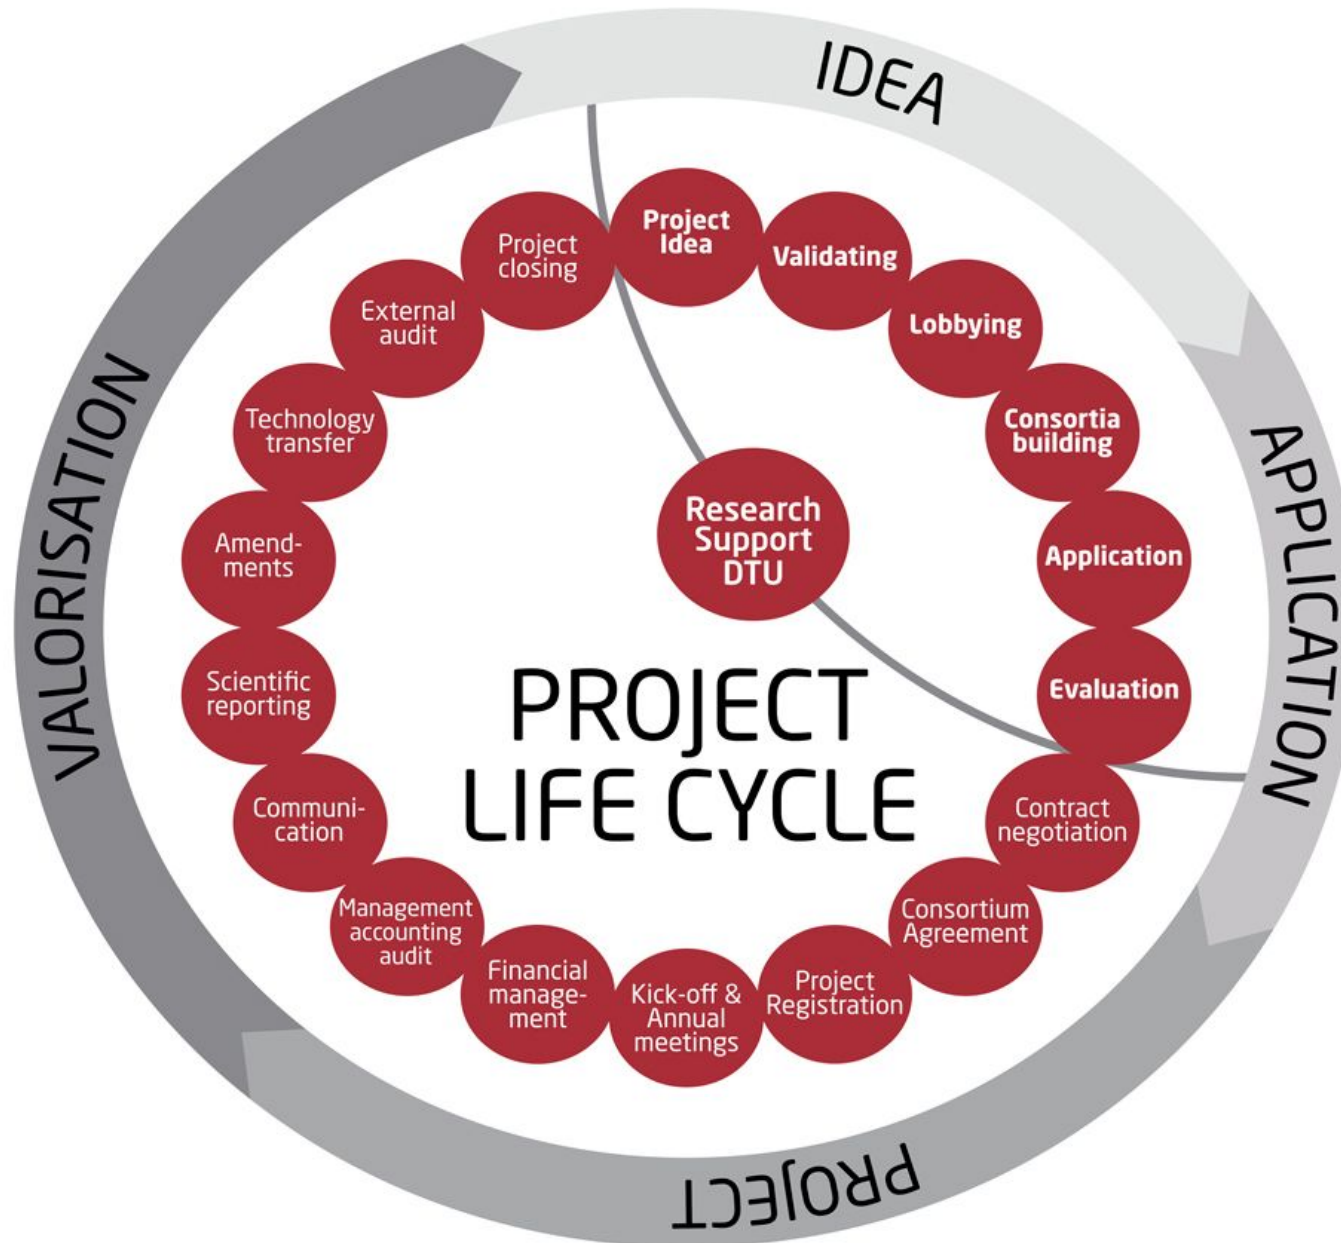 IDEA
APPLICATION
PROJECT
VALORISATION
Project
Idea
Validating
Lobbying
Consortia
building
Application
Evaluation
Contract
negotiation
Consortium
Agreement
Project
Registration
Kick-off &
Annual
meetings
Financial
manage-
ment
Management
accounting
audit
Communi-
cation
Scientific
reporting
Amend-
ments
Technology
transfer
External
audit
Project
closing
Research
Support
DTU
PROJECT
LIFE CYCLE